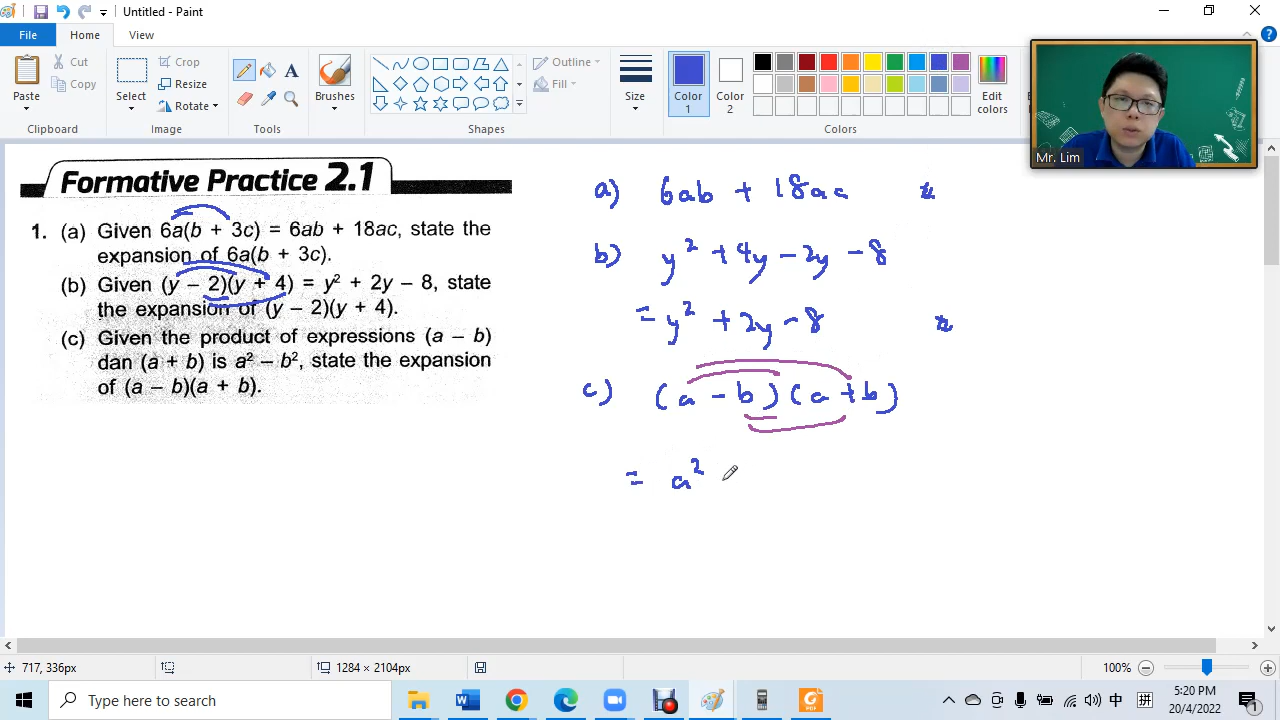 Untitled - Paint
File
Home
View
Paste
Cut
Copy
Clipboard
Select
Crop
Resize
Rotate
Image
Tools
Brushes
Shapes
Outline
Fill
Size
Color 1
Color 2
Edit colors
Colors
Mr. Lim
Formative Practice 2.1
1. (a) Given 6a(b + 3c) = 6ab + 18ac, state the
expansion of 6a(b + 3c).
(b) Given (y – 2)(y + 4) = y² + 2y – 8, state
the expansion of (y – 2)(y + 4).
(c) Given the product of expressions (a – b)
dan (a + b) is a² – b², state the expansion
of (a – b)(a + b).
a) 6ab + 18ac
b) y² + 4y - 2y - 8
= y² + 2y - 8
c) (a - b)(a + b)
= a²
717, 336px
1284 × 2104px
100%
Type here to search
中
拼
5:20 PM
20/4/2022
1